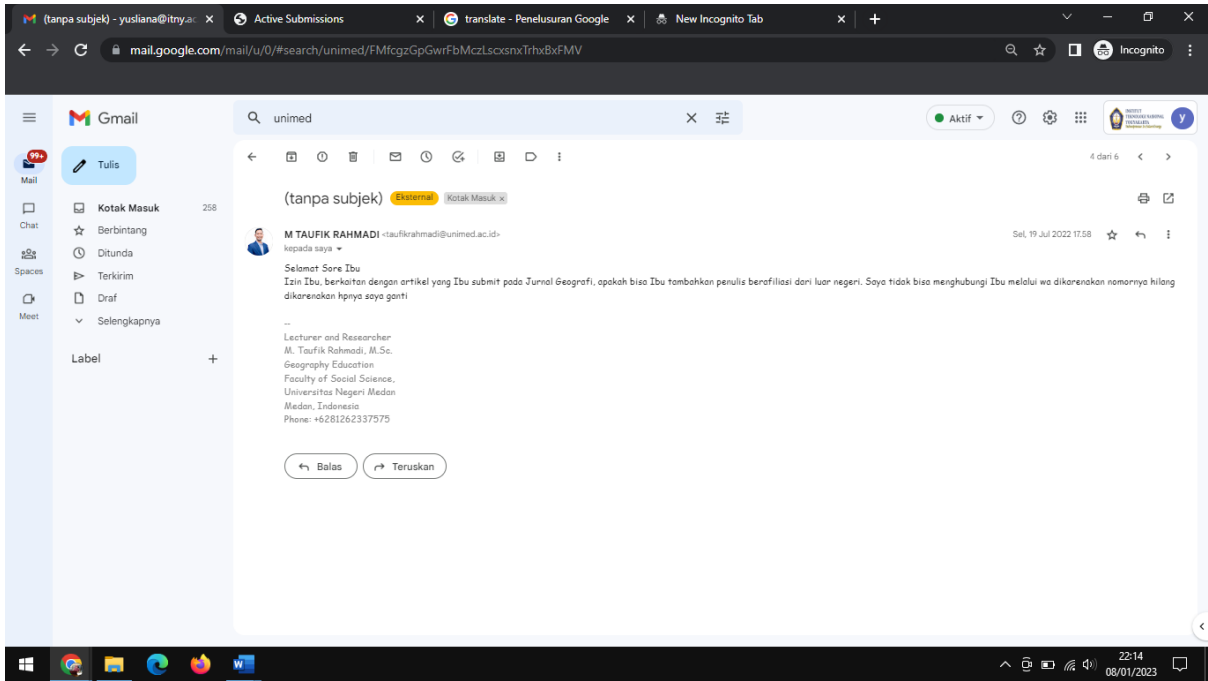 (tanpa subjek) - yusliana@itny.ac
Active Submissions
translate - Penelusuran Google
New Incognito Tab
mail.google.com/mail/u/0/#search/unimed/FMfcgzGpGwrFbMczLscxsnxTrhxBxFMV
Incognito
Gmail
unimed
Aktif
y
99+
Mail
Tulis
4 dari 6
(tanpa subjek) Eksternal Kotak Masuk x
Kotak Masuk 258
Chat
Berbintang
M TAUFIK RAHMADI <taufikrahmadi@unimed.ac.id>
Sel, 19 Jul 2022 17.58
kepada saya
Ditunda
Spaces
Terkirim
Selamat Sore Ibu
Izin Ibu, berkaitan dengan artikel yang Ibu submit pada Jurnal Geografi, apakah bisa Ibu tambahkan penulis berafiliasi dari luar negeri. Saya tidak bisa menghubungi Ibu melalui wa dikarenakan nomornya hilang
dikarenakan hpnya saya ganti
Draf
Meet
Selengkapnya
Label
--
Lecturer and Researcher
M. Taufik Rahmadi, M.Sc.
Geography Education
Faculty of Social Science,
Universitas Negeri Medan
Medan, Indonesia
Phone: +6281262337575
Balas
Teruskan
22:14
08/01/2023